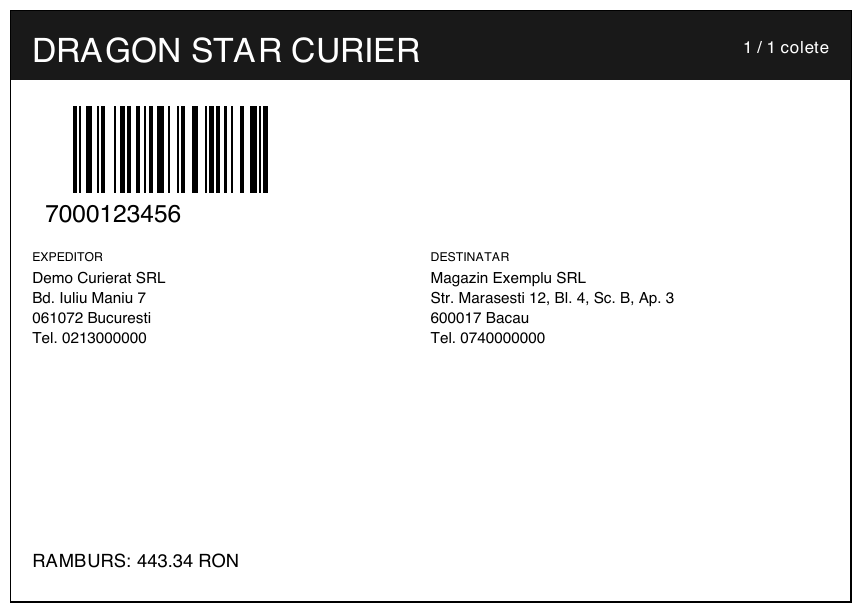 DRAGON STAR CURIER
1 / 1 colete
7000123456
EXPEDITOR
Demo Curierat SRL
Bd. Iuliu Maniu 7
061072 Bucuresti
Tel. 0213000000
DESTINATAR
Magazin Exemplu SRL
Str. Marasesti 12, Bl. 4, Sc. B, Ap. 3
600017 Bacau
Tel. 0740000000
RAMBURS: 443.34 RON